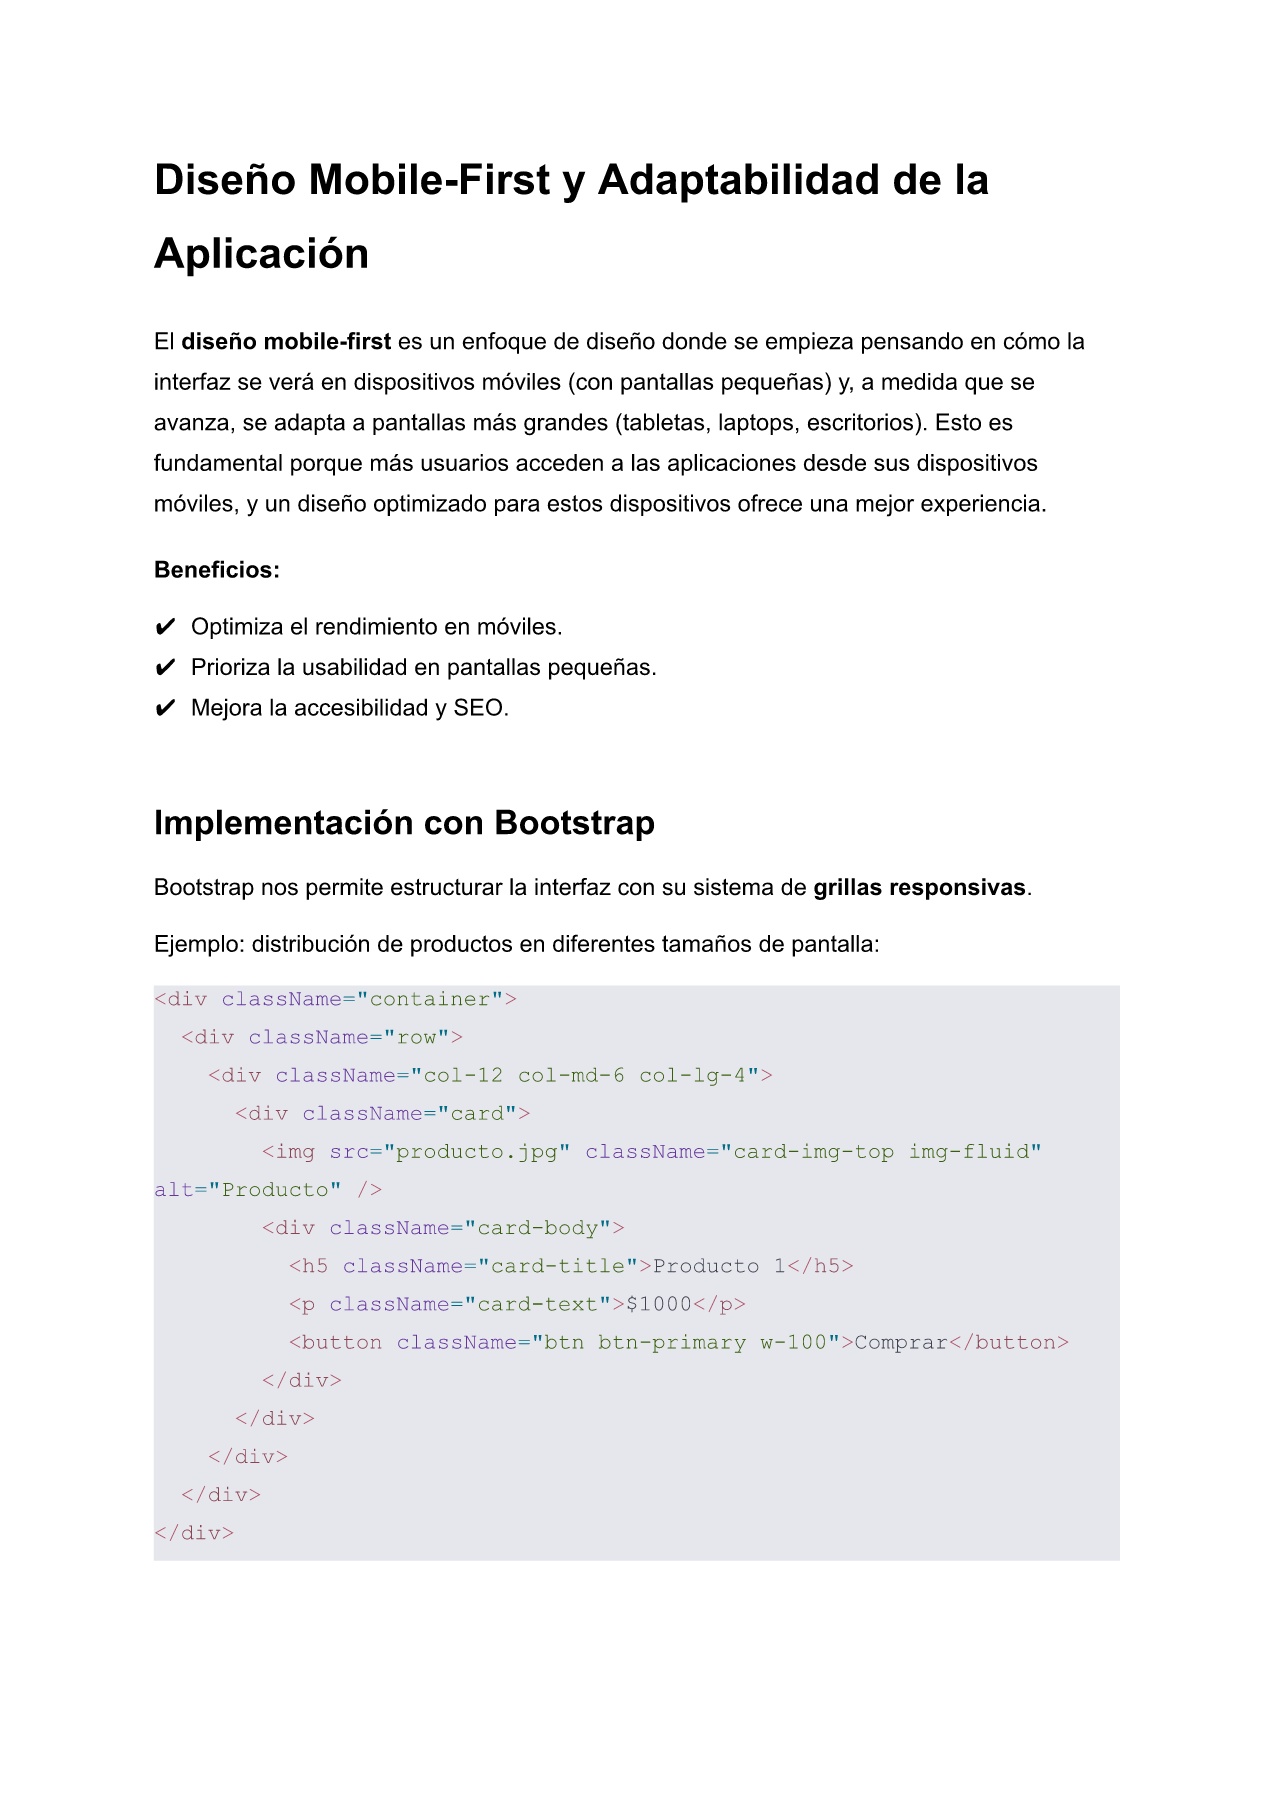 Diseño Mobile-First y Adaptabilidad de la
Aplicación
El diseño mobile-first es un enfoque de diseño donde se empieza pensando en cómo la
interfaz se verá en dispositivos móviles (con pantallas pequeñas) y, a medida que se
avanza, se adapta a pantallas más grandes (tabletas, laptops, escritorios). Esto es
fundamental porque más usuarios acceden a las aplicaciones desde sus dispositivos
móviles, y un diseño optimizado para estos dispositivos ofrece una mejor experiencia.
Beneficios:
✔ Optimiza el rendimiento en móviles.
✔ Prioriza la usabilidad en pantallas pequeñas.
✔ Mejora la accesibilidad y SEO.
Implementación con Bootstrap
Bootstrap nos permite estructurar la interfaz con su sistema de grillas responsivas.
Ejemplo: distribución de productos en diferentes tamaños de pantalla:
<div className="container">
  <div className="row">
    <div className="col-12 col-md-6 col-lg-4">
      <div className="card">
        <img src="producto.jpg" className="card-img-top img-fluid"
alt="Producto" />
        <div className="card-body">
          <h5 className="card-title">Producto 1</h5>
          <p className="card-text">$1000</p>
          <button className="btn btn-primary w-100">Comprar</button>
        </div>
      </div>
    </div>
  </div>
</div>